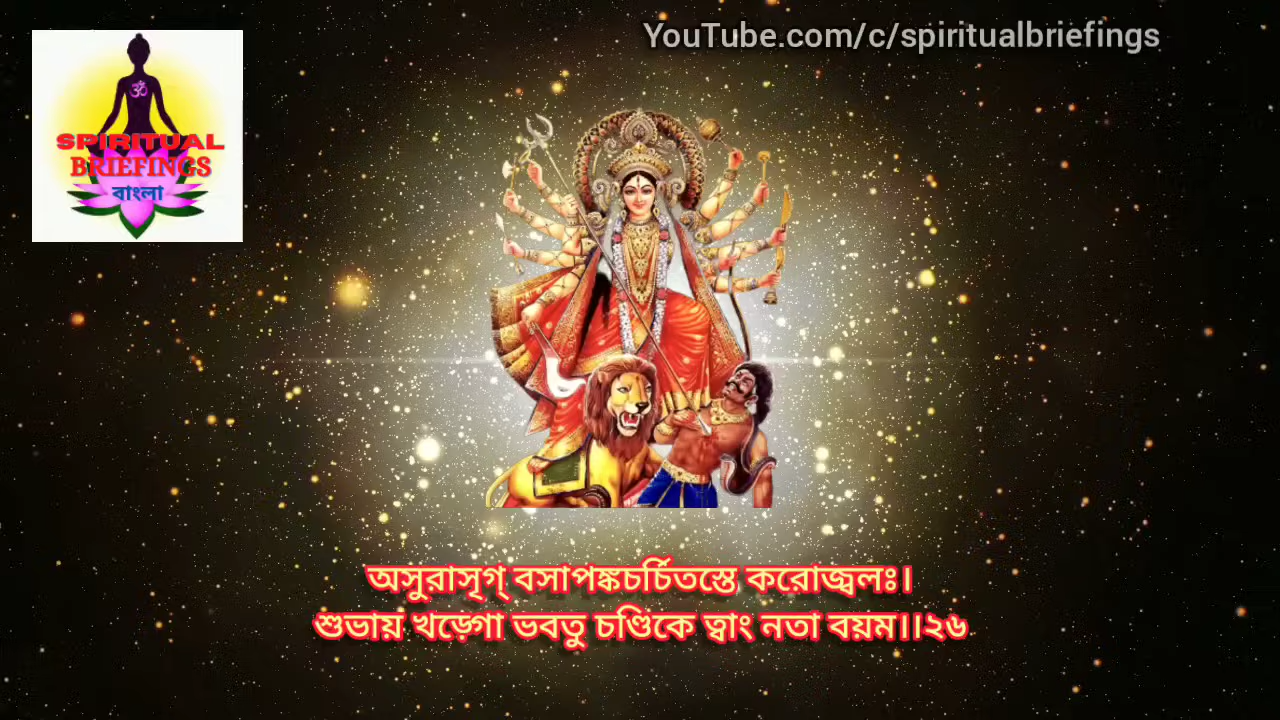 YouTube.com/c/spiritualbriefings
ॐ
SPIRITUAL
BRIEFINGS
বাংলা
অসুরাসৃগ্ বসাপঙ্কচর্চিতস্তে করোজ্বলঃ।
শুভায় খড়্গো ভবতু চণ্ডিকে ত্বাং নতা বয়ম।।২৬